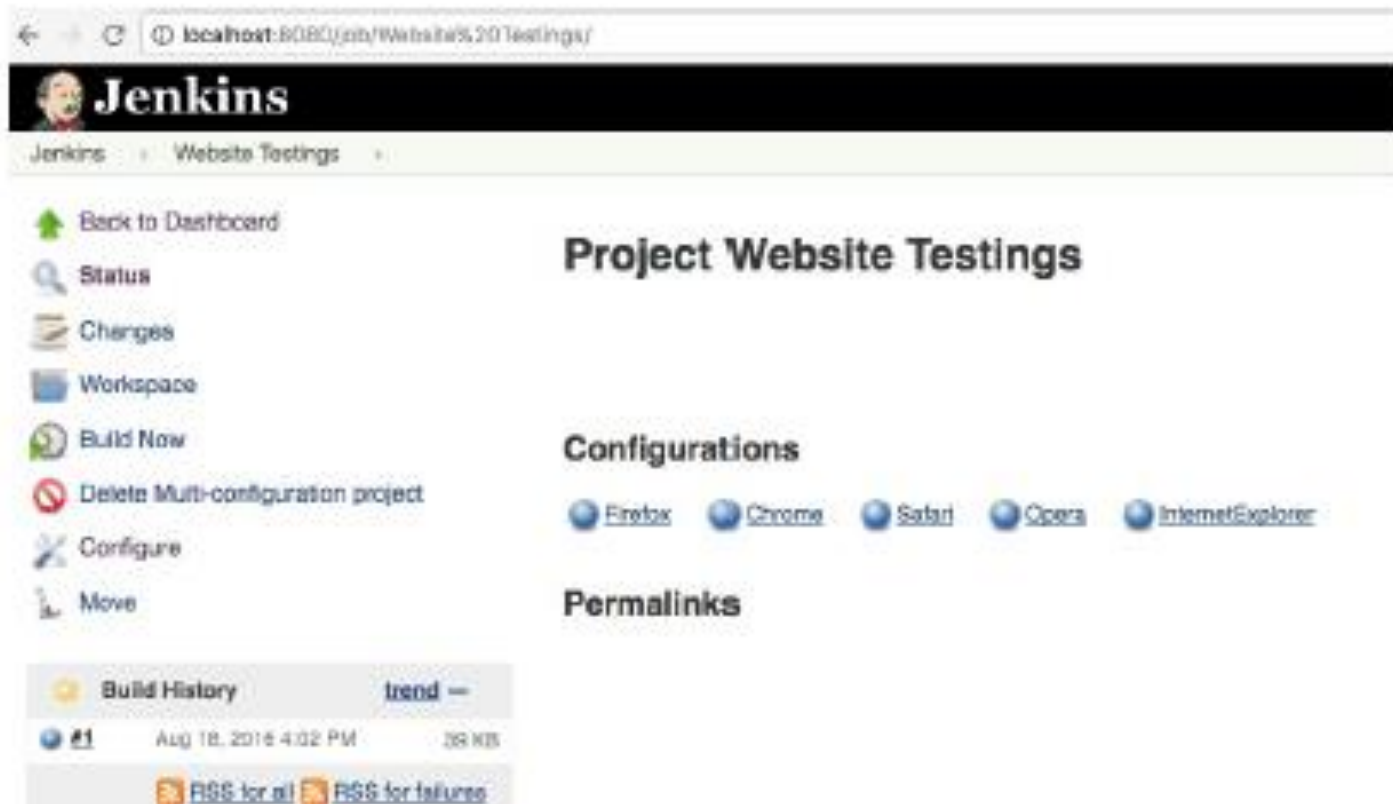 localhost:8080/job/Website%20Testings/
Jenkins
Jenkins Website Testings
Back to Dashboard
Status
Changes
Workspace
Build Now
Delete Multi-configuration project
Configure
Move
Project Website Testings
Configurations
Firefox Chrome Safari Opera InternetExplorer
Permalinks
Build History trend —
#1 Aug 18, 2016 4:02 PM 39 KB
RSS for all RSS for failures